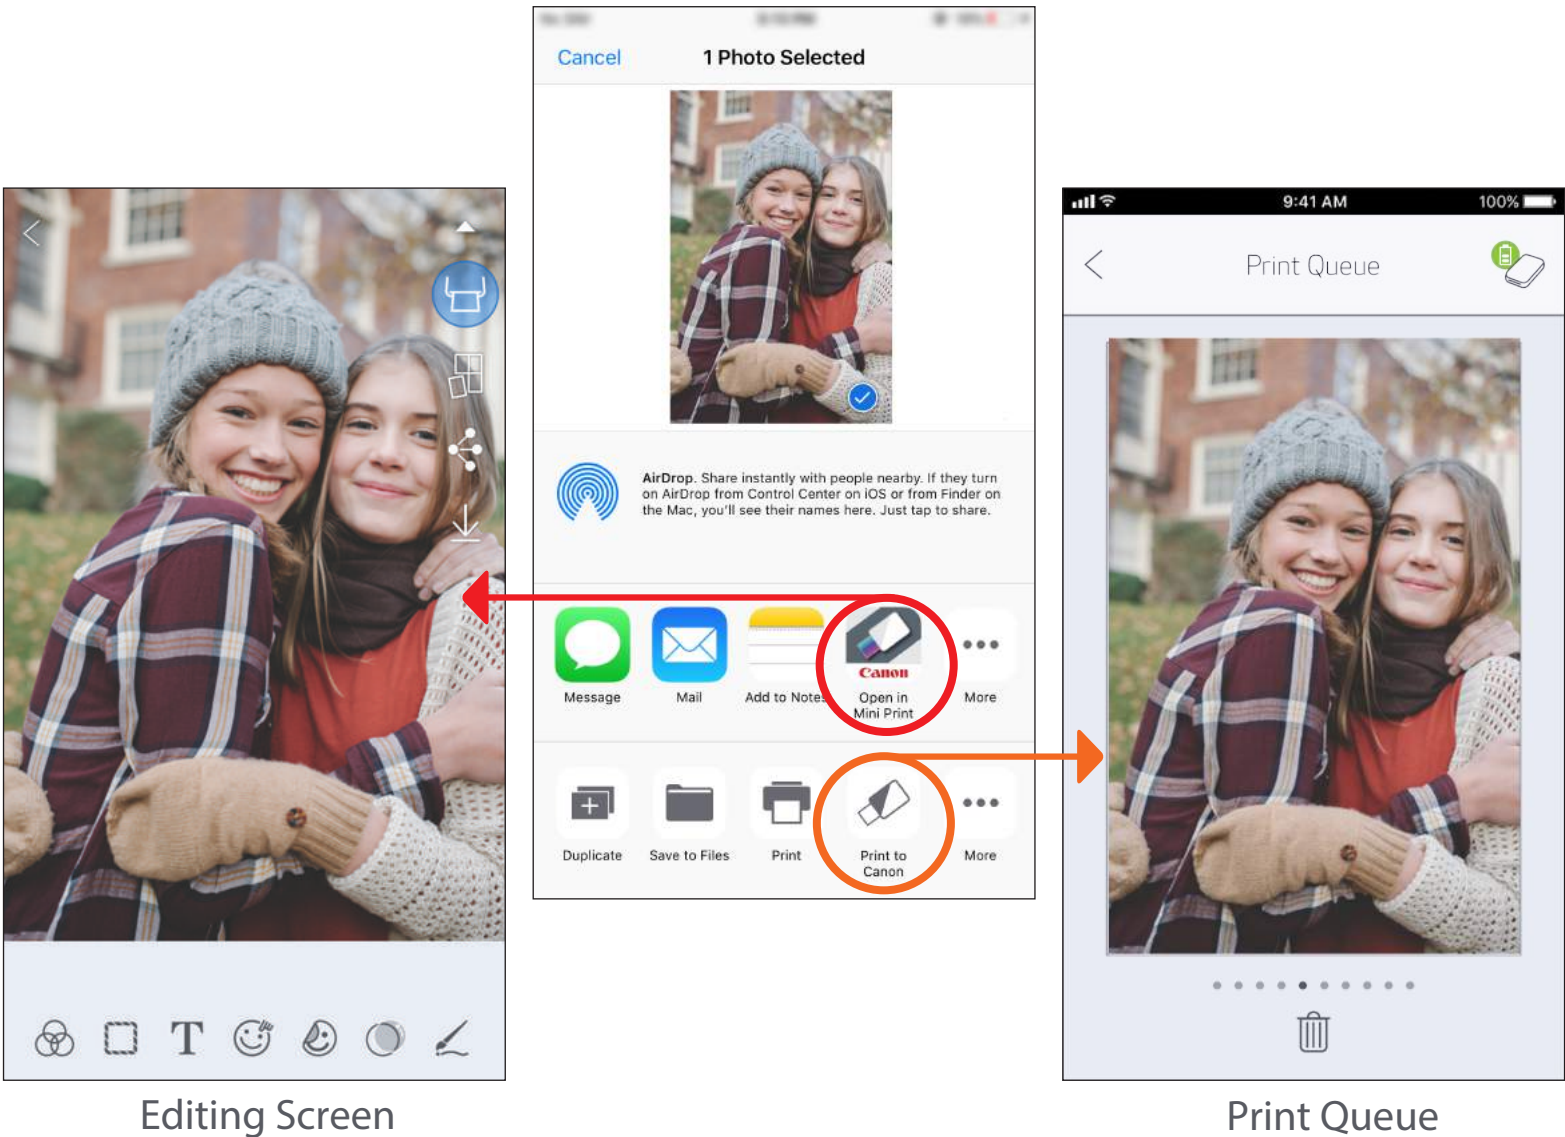 Cancel
1 Photo Selected
AirDrop. Share instantly with people nearby. If they turn
on AirDrop from Control Center on iOS or from Finder on
the Mac, you'll see their names here. Just tap to share.
Canon
Message
Mail
Add to Notes
Open in
Mini Print
More
Duplicate
Save to Files
Print
Print to
Canon
More
T
Editing Screen
9:41 AM
100%
Print Queue
Print Queue